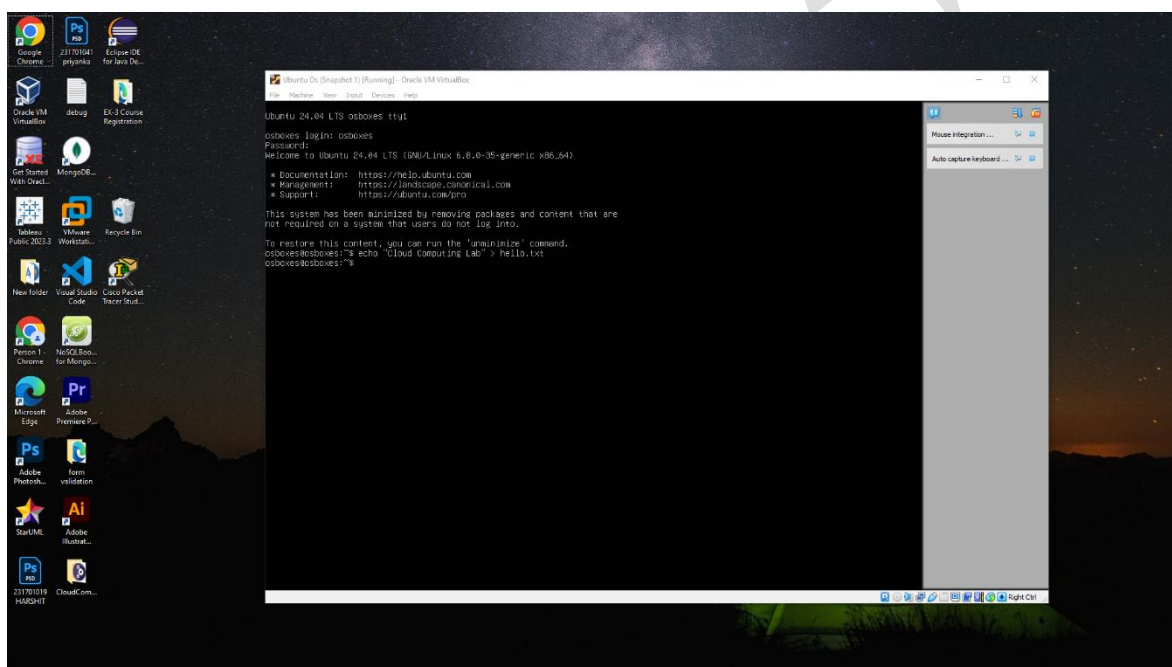 Google
Chrome
231701041
priyanka
Eclipse IDE
for Java De...
Oracle VM
VirtualBox
debug
EX-3 Course
Registration
Get Started
With Oracl...
MongoDB...
Tableau
Public 2023.3
VMware
Workstati...
Recycle Bin
New folder
Visual Studio
Code
Cisco Packet
Tracer Stud...
Person 1 -
Chrome
NoSQLBoo...
for Mongo...
Microsoft
Edge
Adobe
Premiere P...
Adobe
Photosh...
form
validation
StarUML
Adobe
Illustrat...
231701019
HARSHIT
CloudCom...
Ubuntu Os (Snapshot 1) [Running] - Oracle VM VirtualBox
File Machine View Input Devices Help
Ubuntu 24.04 LTS osboxes tty1
osboxes login: osboxes
Password:
Welcome to Ubuntu 24.04 LTS (GNU/Linux 6.8.0-35-generic x86_64)
* Documentation: https://help.ubuntu.com
* Management: https://landscape.canonical.com
* Support: https://ubuntu.com/pro
This system has been minimized by removing packages and content that are
not required on a system that users do not log into.
To restore this content, you can run the 'unminimize' command.
osboxes@osboxes:~$ echo "Cloud Computing Lab" > hello.txt
osboxes@osboxes:~$
Mouse integration ...
Auto capture keyboard ...
Right Ctrl